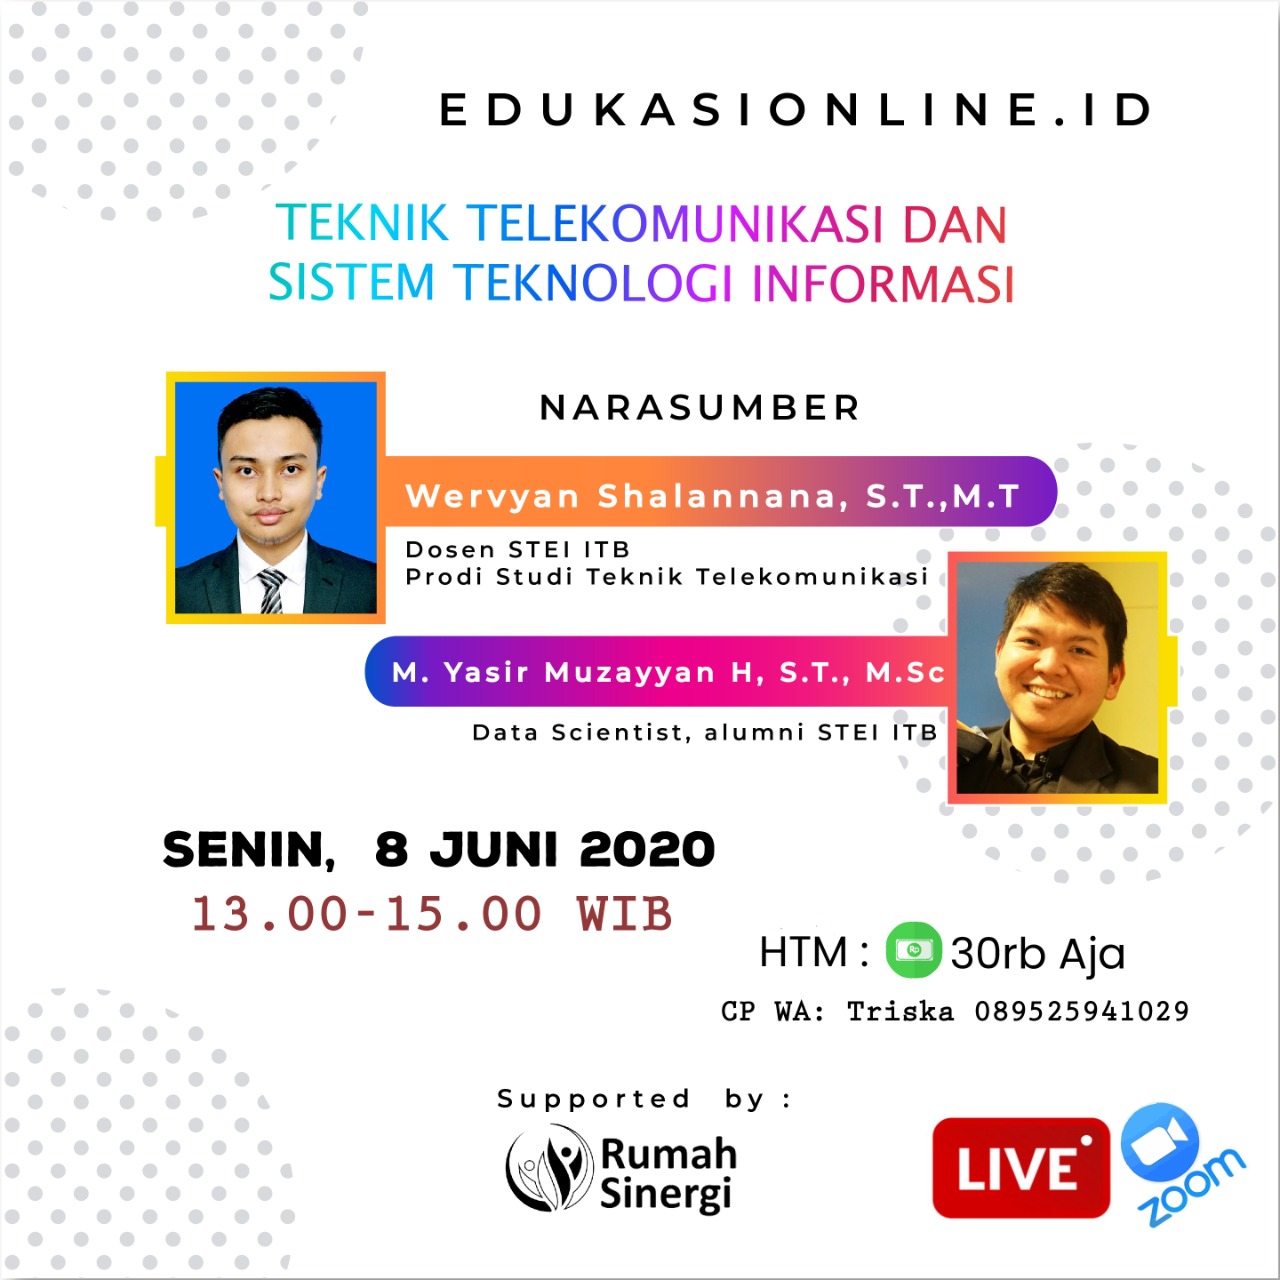 EDUKASIONLINE.ID
TEKNIK TELEKOMUNIKASI DAN
SISTEM TEKNOLOGI INFORMASI
NARASUMBER
Wervyan Shalannana, S.T.,M.T
Dosen STEI ITB
Prodi Studi Teknik Telekomunikasi
M. Yasir Muzayyan H, S.T., M.Sc
Data Scientist, alumni STEI ITB
SENIN, 8 JUNI 2020
13.00-15.00 WIB
HTM : Rp 30rb Aja
CP WA: Triska 089525941029
Supported by :
Rumah
Sinergi
LIVE
zoom